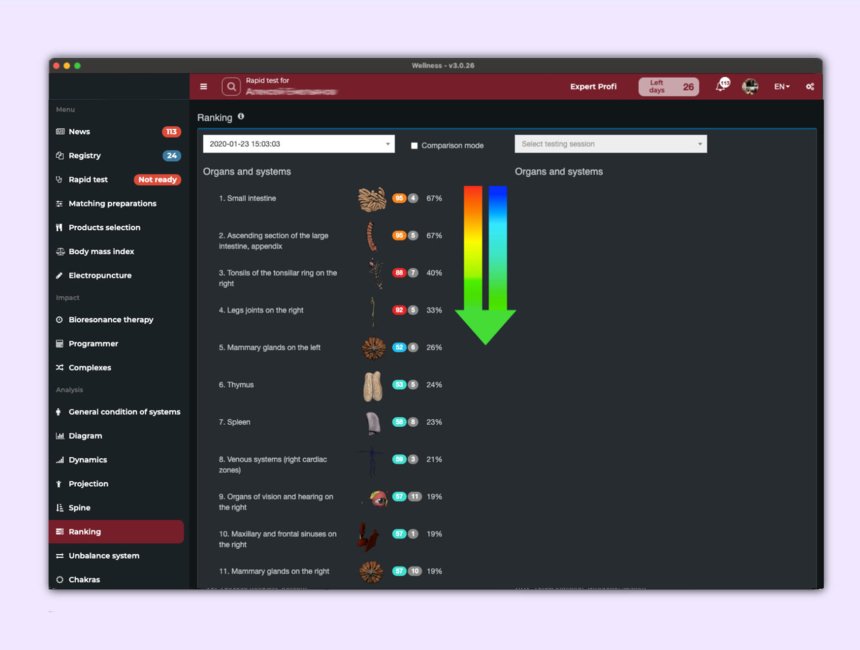 Wellness - v3.0.26
Rapid test for
Expert Profi
Left days 26
113
EN
Menu
News 113
Registry 24
Rapid test Not ready
Matching preparations
Products selection
Body mass index
Electropuncture
Impact
Bioresonance therapy
Programmer
Complexes
Analysis
General condition of systems
Diagram
Dynamics
Projection
Spine
Ranking
Unbalance system
Chakras
Ranking
2020-01-23 15:03:03
Comparison mode
Select testing session
Organs and systems
Organs and systems
1. Small intestine 95 4 67%
2. Ascending section of the large
intestine, appendix 95 5 67%
3. Tonsils of the tonsillar ring on the
right 88 7 40%
4. Legs joints on the right 92 5 33%
5. Mammary glands on the left 52 6 26%
6. Thymus 53 5 24%
7. Spleen 55 8 23%
8. Venous systems (right cardiac
zones) 59 3 21%
9. Organs of vision and hearing on
the right 57 11 19%
10. Maxillary and frontal sinuses on
the right 57 1 19%
11. Mammary glands on the right 57 10 19%